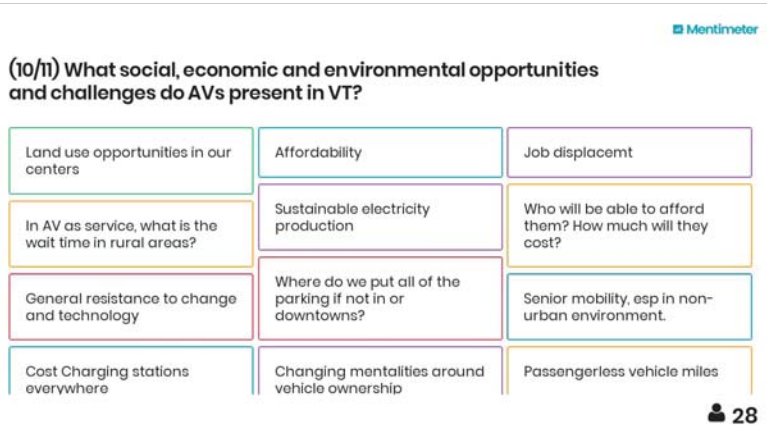 Mentimeter
(10/11) What social, economic and environmental opportunities
and challenges do AVs present in VT?
Land use opportunities in our
centers
In AV as service, what is the
wait time in rural areas?
General resistance to change
and technology
Cost Charging stations
everywhere
Affordability
Sustainable electricity
production
Where do we put all of the
parking if not in or
downtowns?
Changing mentalities around
vehicle ownership
Job displacemt
Who will be able to afford
them? How much will they
cost?
Senior mobility, esp in non-
urban environment.
Passengerless vehicle miles
28